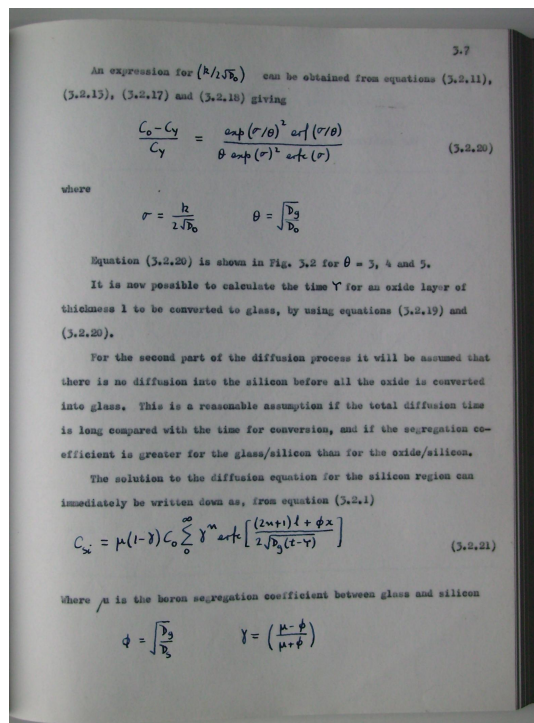 3.7
An expression for (k/2√D₀) can be obtained from equations (3.2.11),
(3.2.13), (3.2.17) and (3.2.18) giving
(C₀ − Cy)/Cy = exp(σ/θ)² erf(σ/θ) / θ exp(σ)² erfc(σ) (3.2.20)
where
σ = k/2√D₀ θ = √(Dg/D₀)
Equation (3.2.20) is shown in Fig. 3.2 for θ = 3, 4 and 5.
It is now possible to calculate the time ϒ for an oxide layer of
thickness l to be converted to glass, by using equations (3.2.19) and
(3.2.20).
For the second part of the diffusion process it will be assumed that
there is no diffusion into the silicon before all the oxide is converted
into glass. This is a reasonable assumption if the total diffusion time
is long compared with the time for conversion, and if the segregation co-
efficient is greater for the glass/silicon than for the oxide/silicon.
The solution to the diffusion equation for the silicon region can
immediately be written down as, from equation (3.2.1)
Csi = μ(1−γ) C₀ ∑₀^∞ γⁿ erfc [ ((2n+1) l + φx) / 2√(Dg(t−ϒ)) ] (3.2.21)
Where μ is the boron segregation coefficient between glass and silicon
φ = √(Dg/Ds) γ = ((μ−φ)/(μ+φ))